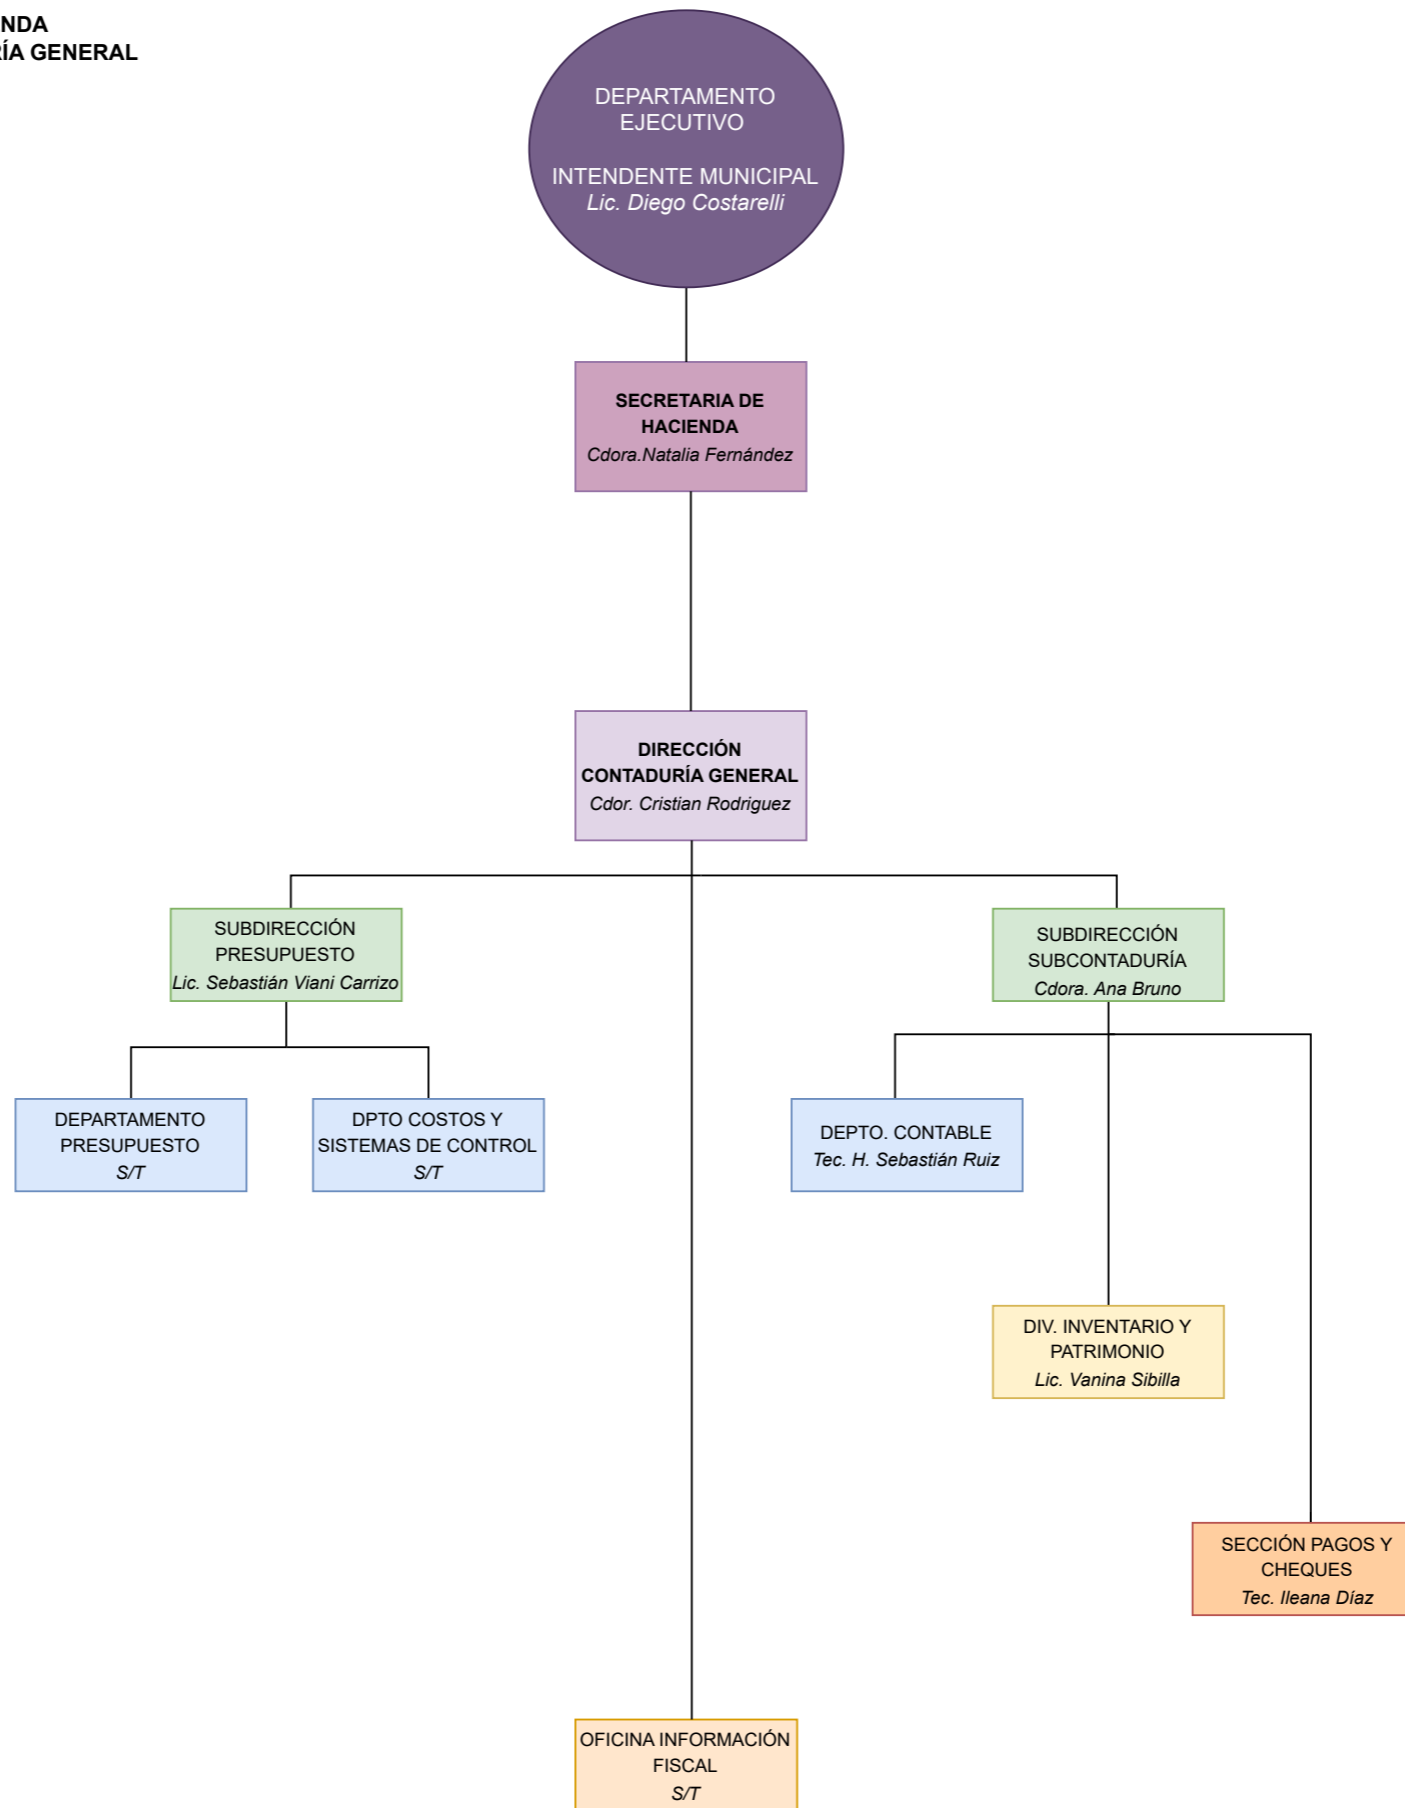 NDA
RÍA GENERAL
DEPARTAMENTO
EJECUTIVO
INTENDENTE MUNICIPAL
Lic. Diego Costarelli
SECRETARIA DE
HACIENDA
Cdora.Natalia Fernández
DIRECCIÓN
CONTADURÍA GENERAL
Cdor. Cristian Rodriguez
SUBDIRECCIÓN
PRESUPUESTO
Lic. Sebastián Viani Carrizo
SUBDIRECCIÓN
SUBCONTADURÍA
Cdora. Ana Bruno
DEPARTAMENTO
PRESUPUESTO
S/T
DPTO COSTOS Y
SISTEMAS DE CONTROL
S/T
DEPTO. CONTABLE
Tec. H. Sebastián Ruiz
DIV. INVENTARIO Y
PATRIMONIO
Lic. Vanina Sibilla
SECCIÓN PAGOS Y
CHEQUES
Tec. Ileana Díaz
OFICINA INFORMACIÓN
FISCAL
S/T